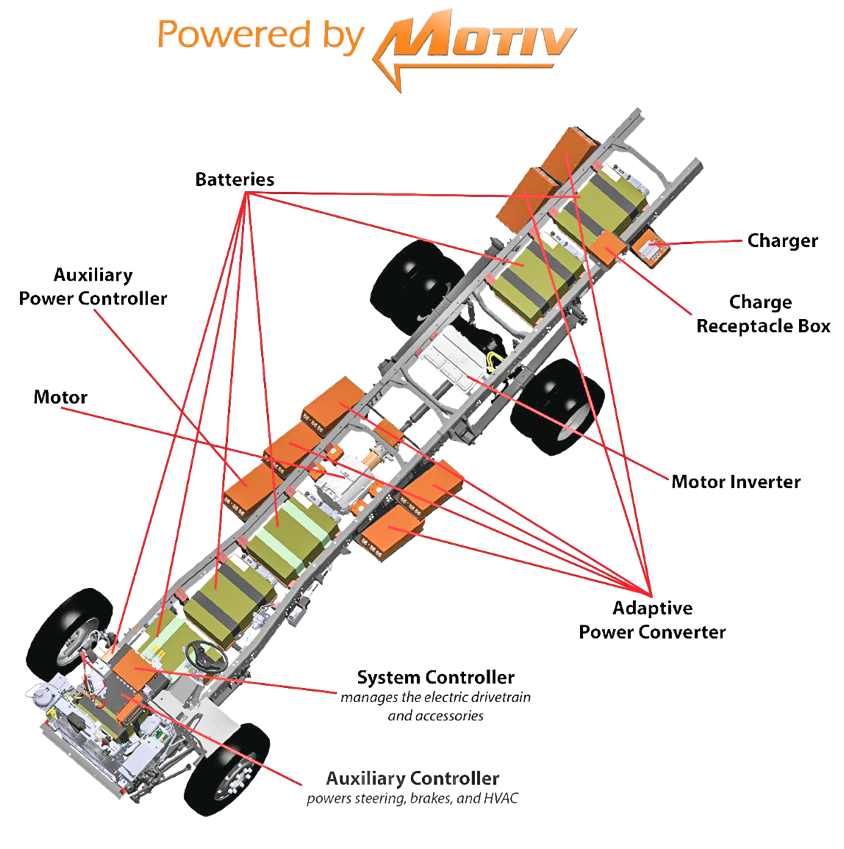 Powered by MOTIV
Batteries
Charger
Auxiliary
Power Controller
Charge
Receptacle Box
Motor
Motor Inverter
Adaptive
Power Converter
System Controller
manages the electric drivetrain
and accessories
Auxiliary Controller
powers steering, brakes, and HVAC